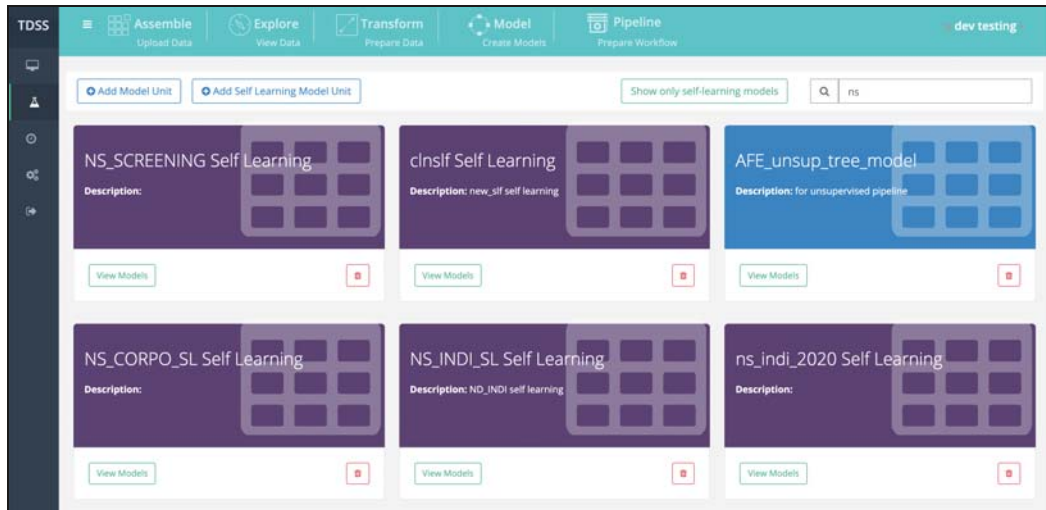 TDSS
Assemble
Upload Data
Explore
View Data
Transform
Prepare Data
Model
Create Models
Pipeline
Prepare Workflow
dev testing
Add Model Unit
Add Self Learning Model Unit
Show only self-learning models
ns
NS_SCREENING Self Learning
Description:
View Models
clnslf Self Learning
Description: new_slf self learning
View Models
AFE_unsup_tree_model
Description: for unsupervised pipeline
View Models
NS_CORPO_SL Self Learning
Description:
View Models
NS_INDI_SL Self Learning
Description: ND_INDI self learning
View Models
ns_indi_2020 Self Learning
Description:
View Models